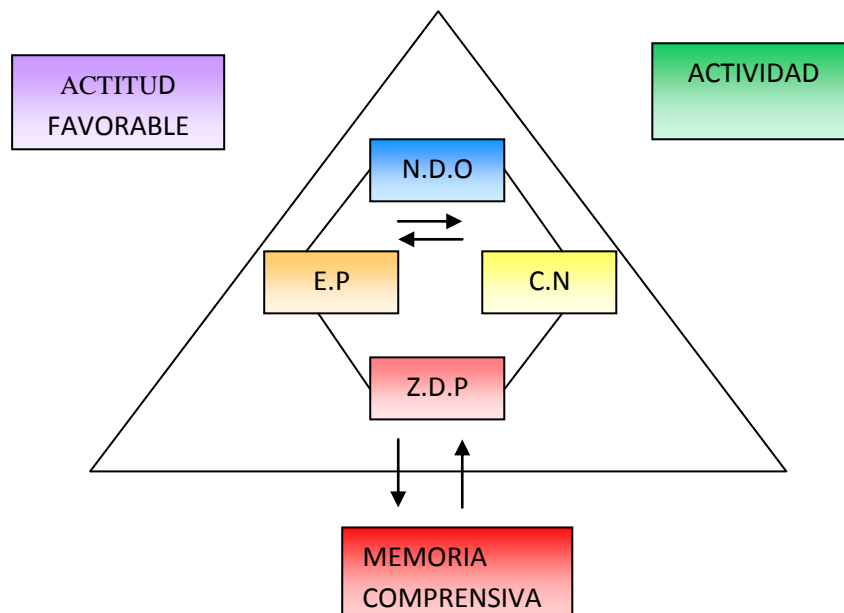 ACTITUD
FAVORABLE
ACTIVIDAD
N.D.O
E.P
C.N
Z.D.P
MEMORIA
COMPRENSIVA